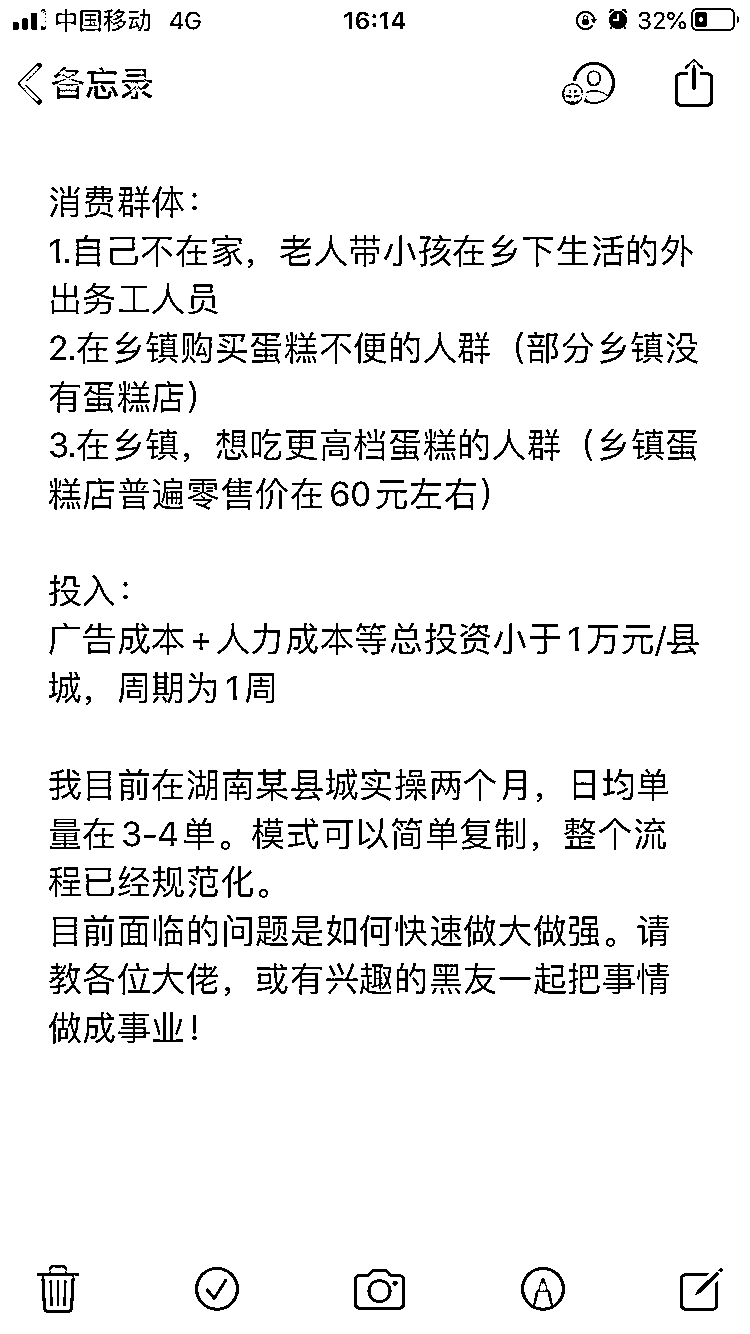 中国移动 4G 16:14 32%
备忘录
消费群体：
1.自己不在家，老人带小孩在乡下生活的外
出务工人员
2.在乡镇购买蛋糕不便的人群（部分乡镇没
有蛋糕店）
3.在乡镇，想吃更高档蛋糕的人群（乡镇蛋
糕店普遍零售价在60元左右）
投入：
广告成本+人力成本等总投资小于1万元/县
城，周期为1周
我目前在湖南某县城实操两个月，日均单
量在3-4单。模式可以简单复制，整个流
程已经规范化。
目前面临的问题是如何快速做大做强。请
教各位大佬，或有兴趣的黑友一起把事情
做成事业！